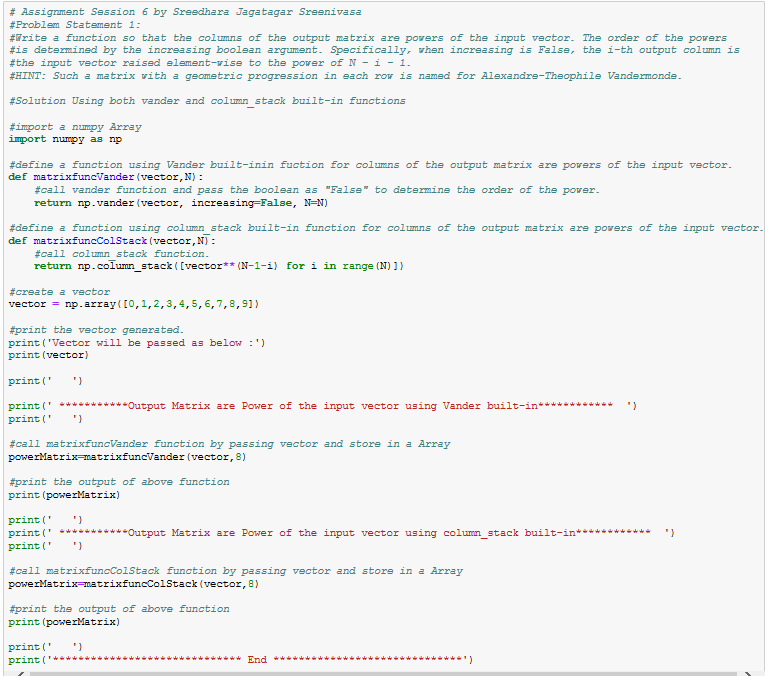 # Assignment Session 6 by Sreedhara Jagatagar Sreenivasa
#Problem Statement 1:
#Write a function so that the columns of the output matrix are powers of the input vector. The order of the powers
#is determined by the increasing boolean argument. Specifically, when increasing is False, the i-th output column is
#the input vector raised element-wise to the power of N - i - 1.
#HINT: Such a matrix with a geometric progression in each row is named for Alexandre-Theophile Vandermonde.
#Solution Using both vander and column_stack built-in functions
#import a numpy Array
import numpy as np
#define a function using Vander built-inin fuction for columns of the output matrix are powers of the input vector.
def matrixfuncVander(vector,N):
    #call vander function and pass the boolean as "False" to determine the order of the power.
    return np.vander(vector, increasing=False, N=N)
#define a function using column_stack built-in function for columns of the output matrix are powers of the input vector.
def matrixfuncColStack(vector,N):
    #call column_stack function.
    return np.column_stack([vector**(N-1-i) for i in range(N)])
#create a vector
vector = np.array([0,1,2,3,4,5,6,7,8,9])
#print the vector generated.
print('Vector will be passed as below :')
print(vector)
print('   ')
print(' ***********Output Matrix are Power of the input vector using Vander built-in************  ')
print('   ')
#call matrixfuncVander function by passing vector and store in a Array
powerMatrix=matrixfuncVander(vector,8)
#print the output of above function
print(powerMatrix)
print('   ')
print(' ***********Output Matrix are Power of the input vector using column_stack built-in************  ')
print('   ')
#call matrixfuncColStack function by passing vector and store in a Array
powerMatrix=matrixfuncColStack(vector,8)
#print the output of above function
print(powerMatrix)
print('   ')
print('****************************** End ******************************')